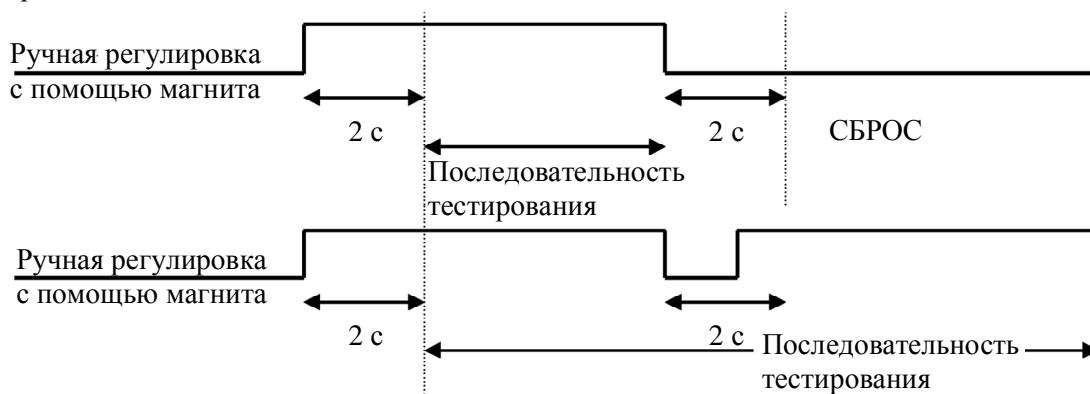 Ручная регулировка
с помощью магнита
2 с
2 с
СБРОС
Последовательность
тестирования
Ручная регулировка
с помощью магнита
2 с
2 с
Последовательность
тестирования